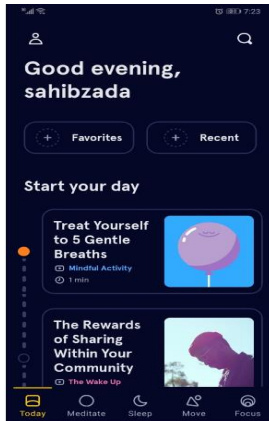 7:23
Good evening,
sahibzada
Favorites
Recent
Start your day
Treat Yourself
to 5 Gentle
Breaths
Mindful Activity
1 min
The Rewards
of Sharing
Within Your
Community
The Wake Up
Today Meditate Sleep Move Focus